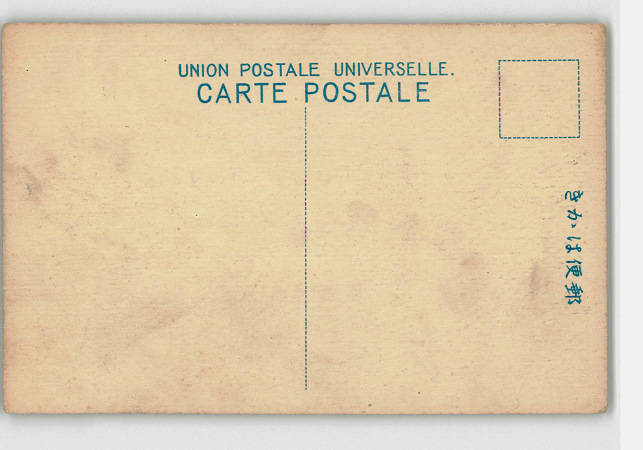 UNION POSTALE UNIVERSELLE.
CARTE POSTALE
郵便はかき